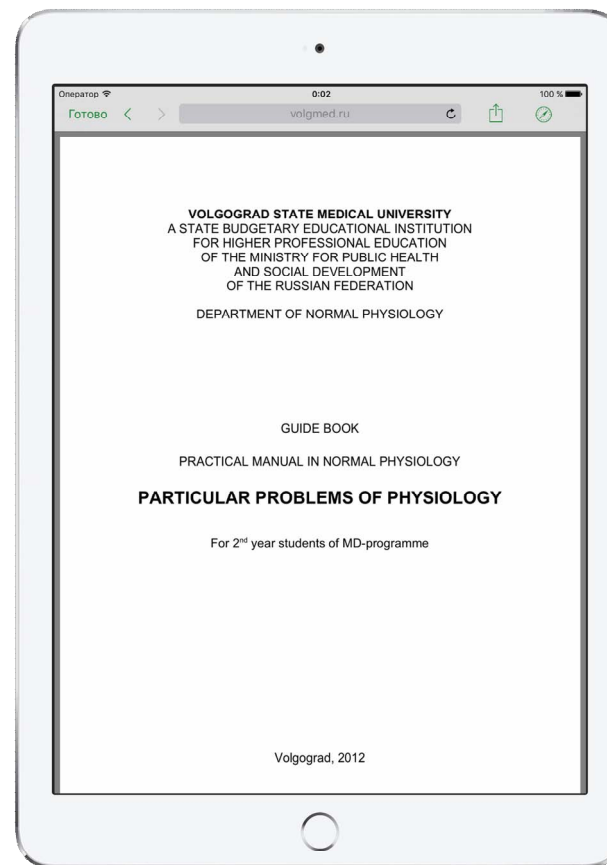 Оператор 0:02 100 %
Готово volgmed.ru
VOLGOGRAD STATE MEDICAL UNIVERSITY
A STATE BUDGETARY EDUCATIONAL INSTITUTION
FOR HIGHER PROFESSIONAL EDUCATION
OF THE MINISTRY FOR PUBLIC HEALTH
AND SOCIAL DEVELOPMENT
OF THE RUSSIAN FEDERATION
DEPARTMENT OF NORMAL PHYSIOLOGY
GUIDE BOOK
PRACTICAL MANUAL IN NORMAL PHYSIOLOGY
PARTICULAR PROBLEMS OF PHYSIOLOGY
For 2nd year students of MD-programme
Volgograd, 2012